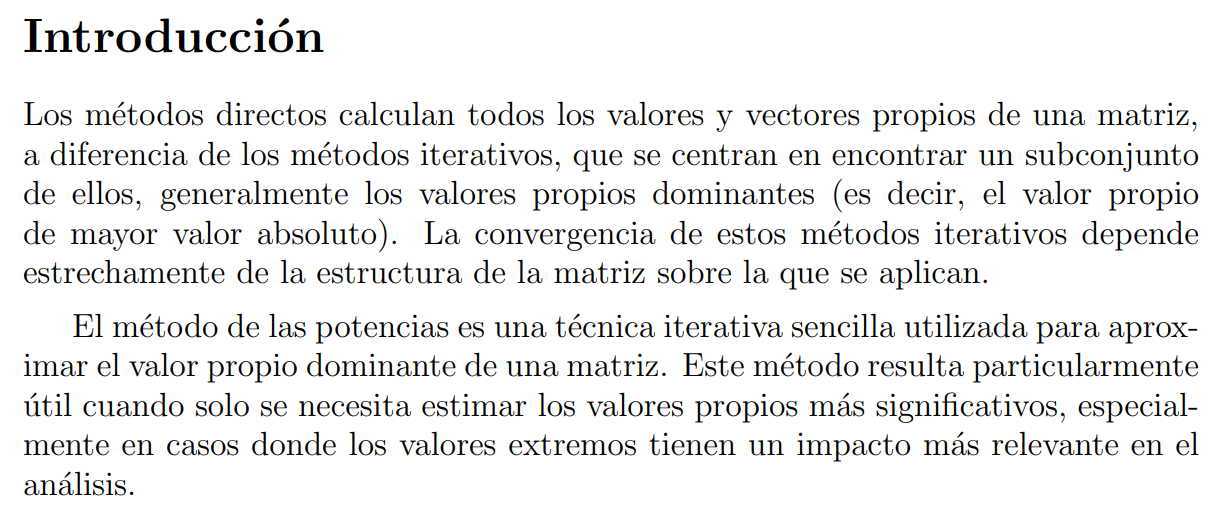 Introducción
Los métodos directos calculan todos los valores y vectores propios de una matriz,
a diferencia de los métodos iterativos, que se centran en encontrar un subconjunto
de ellos, generalmente los valores propios dominantes (es decir, el valor propio
de mayor valor absoluto). La convergencia de estos métodos iterativos depende
estrechamente de la estructura de la matriz sobre la que se aplican.
El método de las potencias es una técnica iterativa sencilla utilizada para aprox-
imar el valor propio dominante de una matriz. Este método resulta particularmente
útil cuando solo se necesita estimar los valores propios más significativos, especial-
mente en casos donde los valores extremos tienen un impacto más relevante en el
análisis.